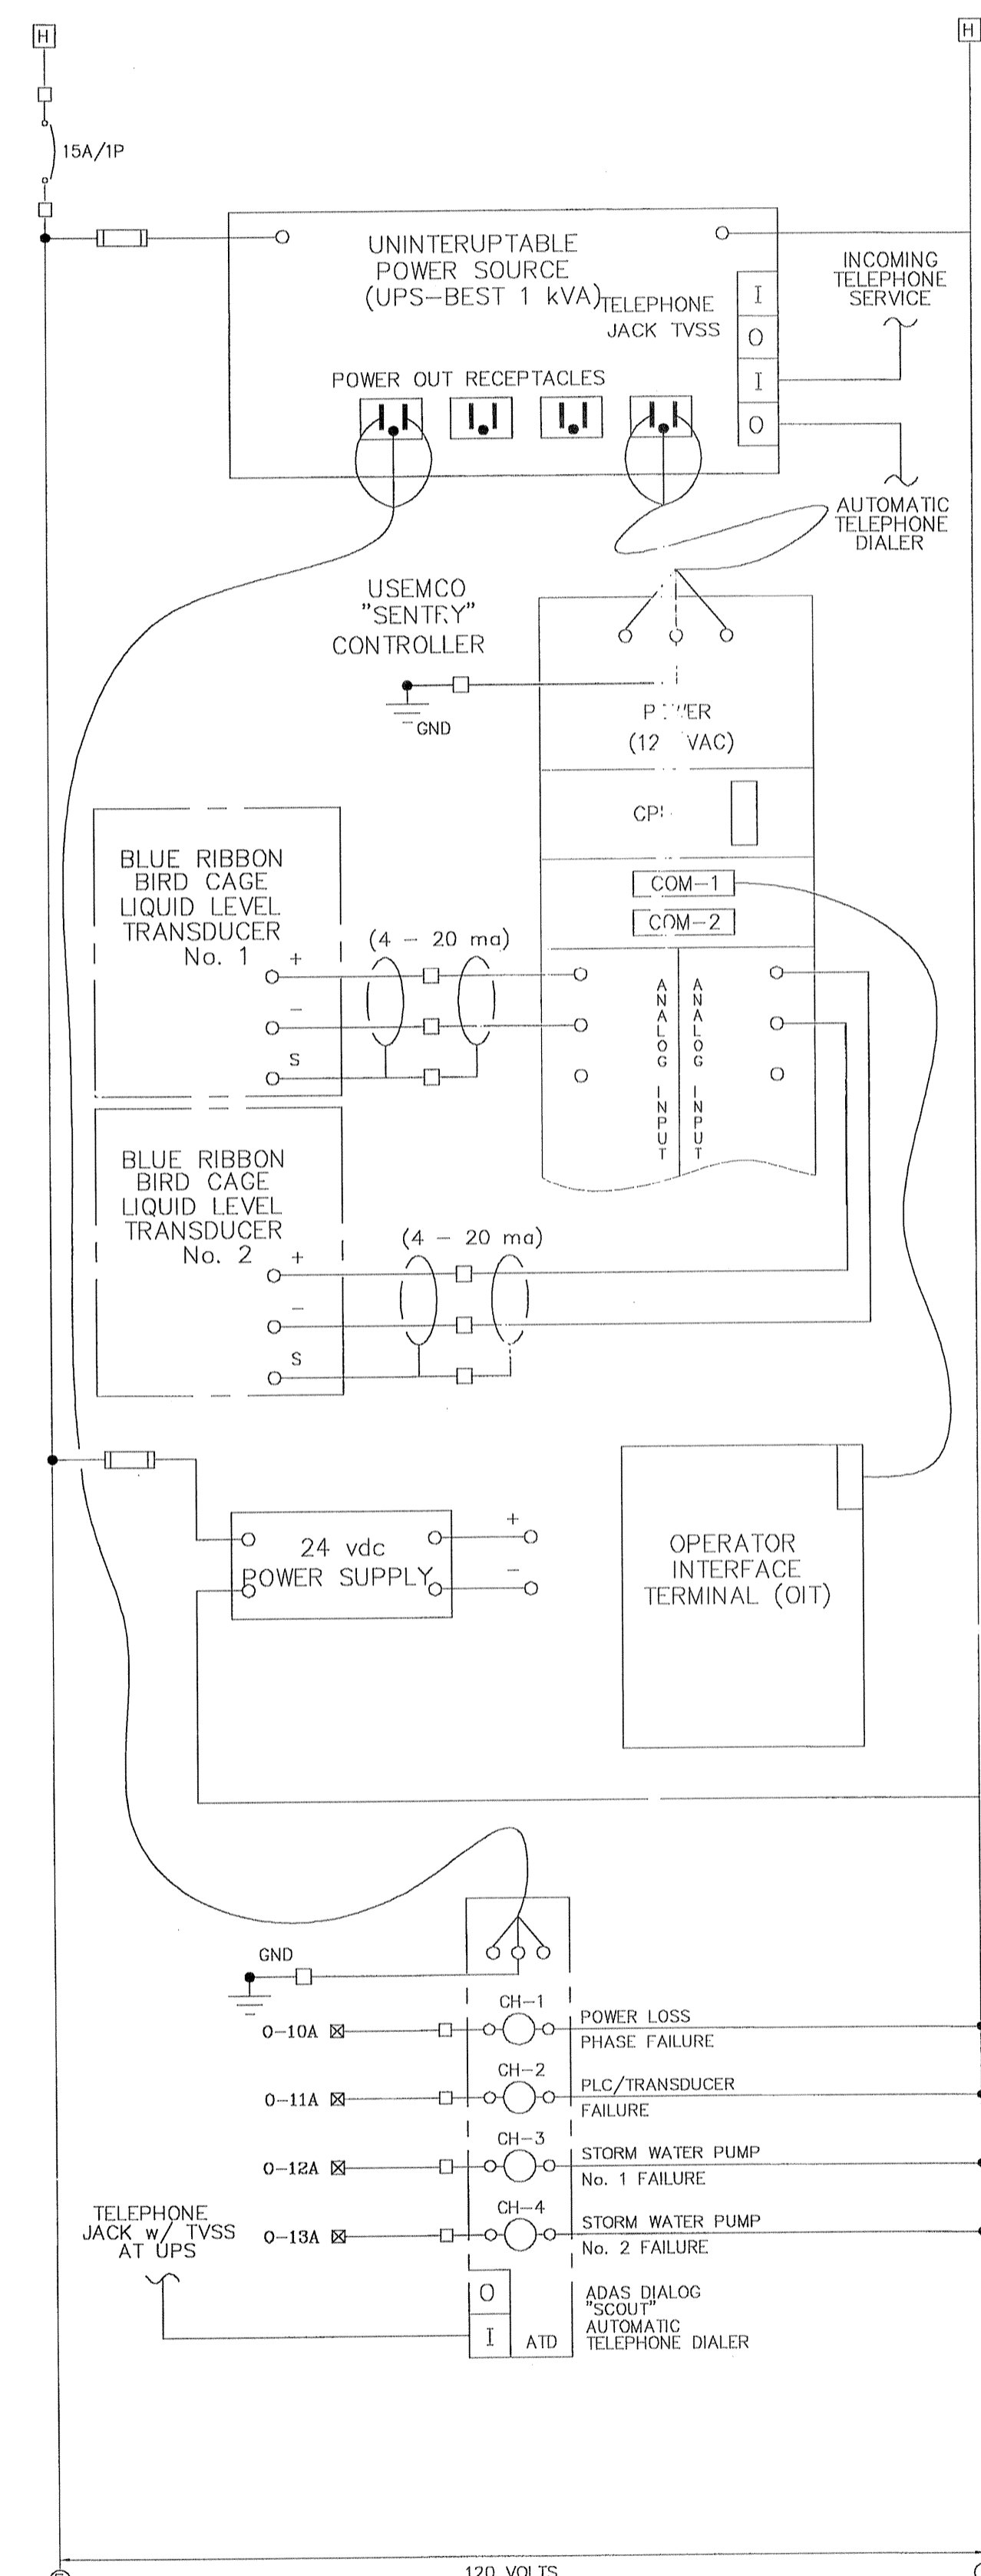 H
H
15A/1P
UNINTERUPTABLE
POWER SOURCE
(UPS-BEST 1 kVA)
TELEPHONE
JACK TVSS
I
O
I
O
INCOMING
TELEPHONE
SERVICE
POWER OUT RECEPTACLES
AUTOMATIC
TELEPHONE
DIALER
USEMCO
"SENTRY"
CONTROLLER
GND
COM-1
COM-2
BLUE RIBBON
BIRD CAGE
LIQUID LEVEL
TRANSDUCER
No. 1
+
-
S
(4 - 20 ma)
ANALOG INPUT
ANALOG INPUT
BLUE RIBBON
BIRD CAGE
LIQUID LEVEL
TRANSDUCER
No. 2
+
-
S
(4 - 20 ma)
24 vdc
POWER SUPPLY
+
-
OPERATOR
INTERFACE
TERMINAL (OIT)
GND
CH-1
O-10A
POWER LOSS
PHASE FAILURE
CH-2
O-11A
PLC/TRANSDUCER
FAILURE
CH-3
O-12A
STORM WATER PUMP
No. 1 FAILURE
CH-4
O-13A
STORM WATER PUMP
No. 2 FAILURE
TELEPHONE
JACK w/ TVSS
AT UPS
O
I
ATD
ADAS DIALOG
"SCOUT"
AUTOMATIC
TELEPHONE DIALER
120 VOLTS